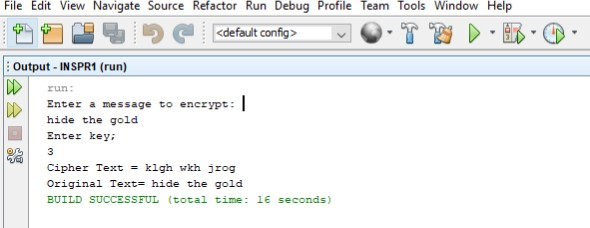 File Edit View Navigate Source Refactor Run Debug Profile Team Tools Window Help
<default config>
Output - INSPR1 (run)
run:
Enter a message to encrypt:
hide the gold
Enter key;
3
Cipher Text = klgh wkh jrog
Original Text= hide the gold
BUILD SUCCESSFUL (total time: 16 seconds)